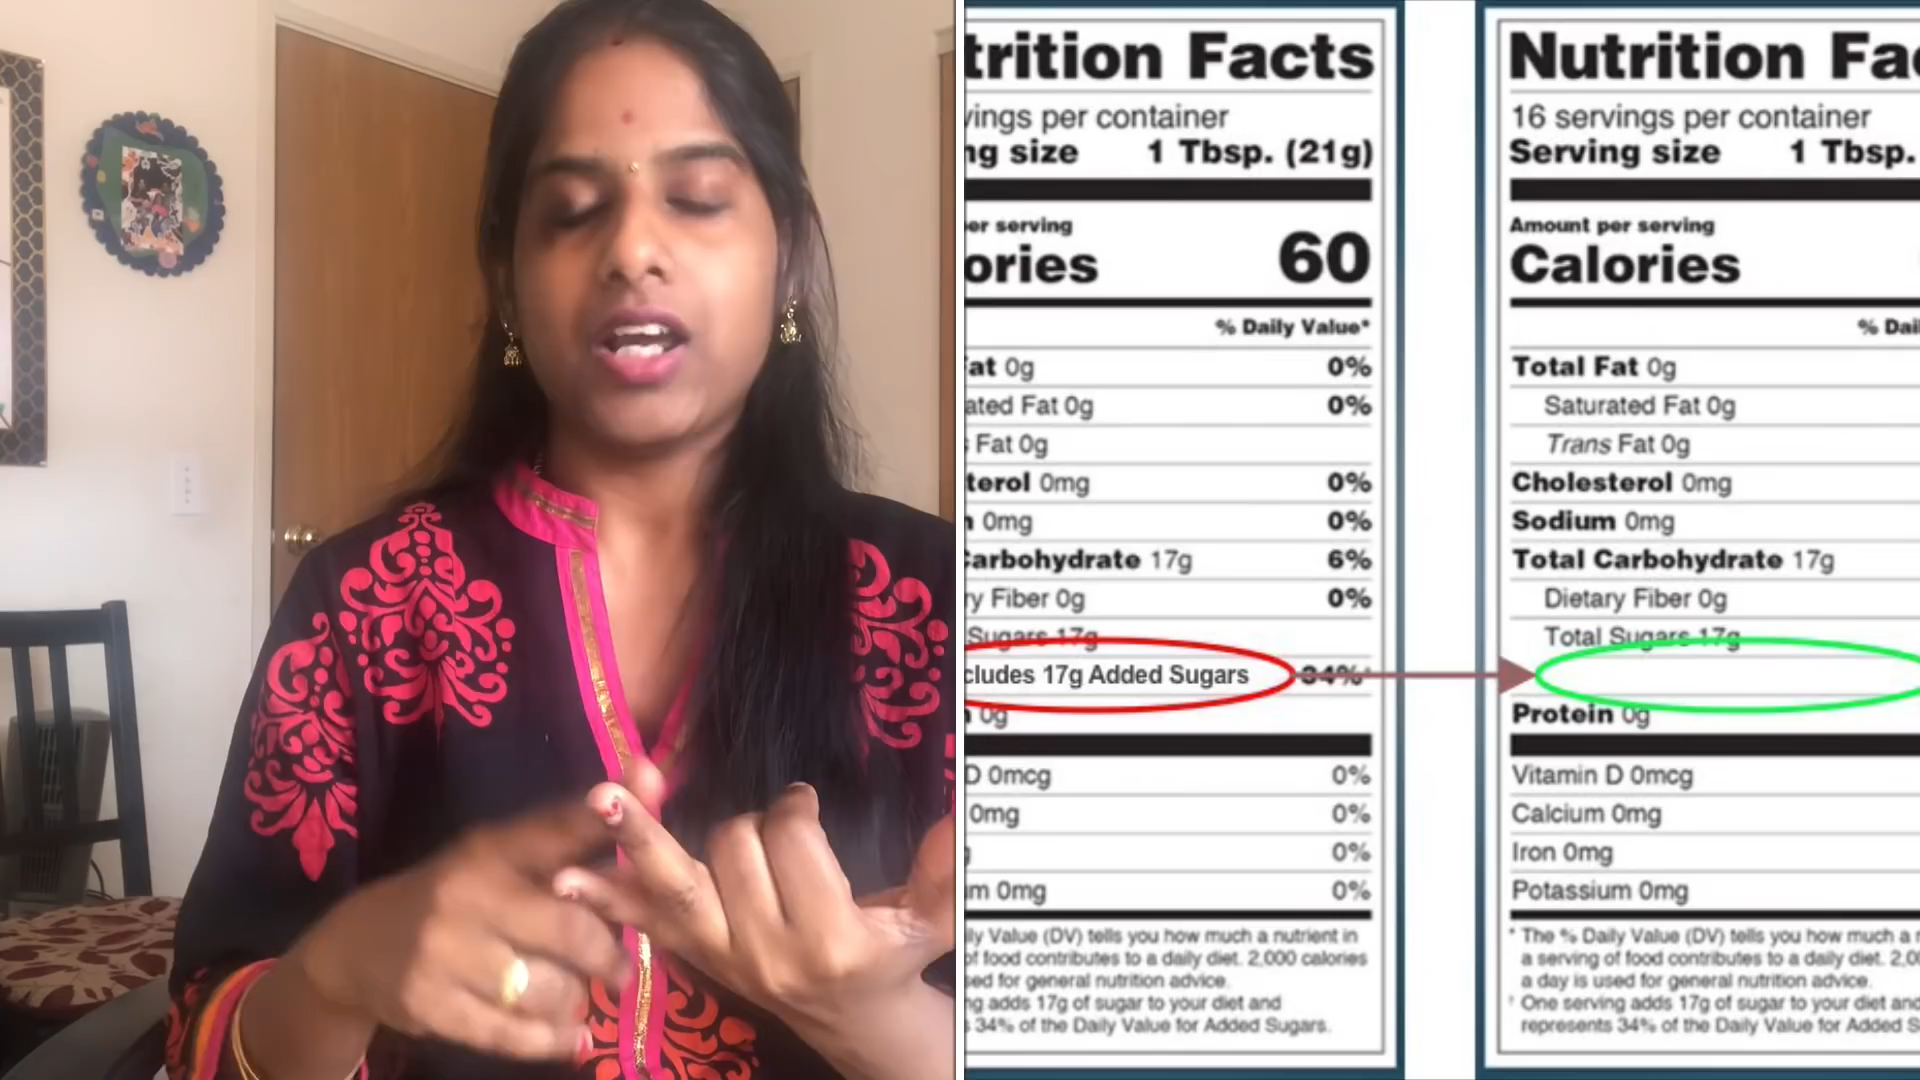 trition Facts
vings per container
ng size 1 Tbsp. (21g)
er serving
ories 60
% Daily Value*
Fat 0g 0%
ated Fat 0g 0%
s Fat 0g
terol 0mg 0%
n 0mg 0%
Carbohydrate 17g 6%
ry Fiber 0g 0%
Sugars 17g
cludes 17g Added Sugars 34%
n 0g
D 0mcg 0%
0mg 0%
g 0%
m 0mg 0%
ily Value (DV) tells you how much a nutrient in
of food contributes to a daily diet. 2,000 calories
sed for general nutrition advice.
ng adds 17g of sugar to your diet and
s 34% of the Daily Value for Added Sugars.
Nutrition Fac
16 servings per container
Serving size 1 Tbsp.
Amount per serving
Calories
% Dai
Total Fat 0g
Saturated Fat 0g
Trans Fat 0g
Cholesterol 0mg
Sodium 0mg
Total Carbohydrate 17g
Dietary Fiber 0g
Total Sugars 17g
Protein 0g
Vitamin D 0mcg
Calcium 0mg
Iron 0mg
Potassium 0mg
* The % Daily Value (DV) tells you how much a n
a serving of food contributes to a daily diet. 2,00
a day is used for general nutrition advice.
† One serving adds 17g of sugar to your diet and
represents 34% of the Daily Value for Added S